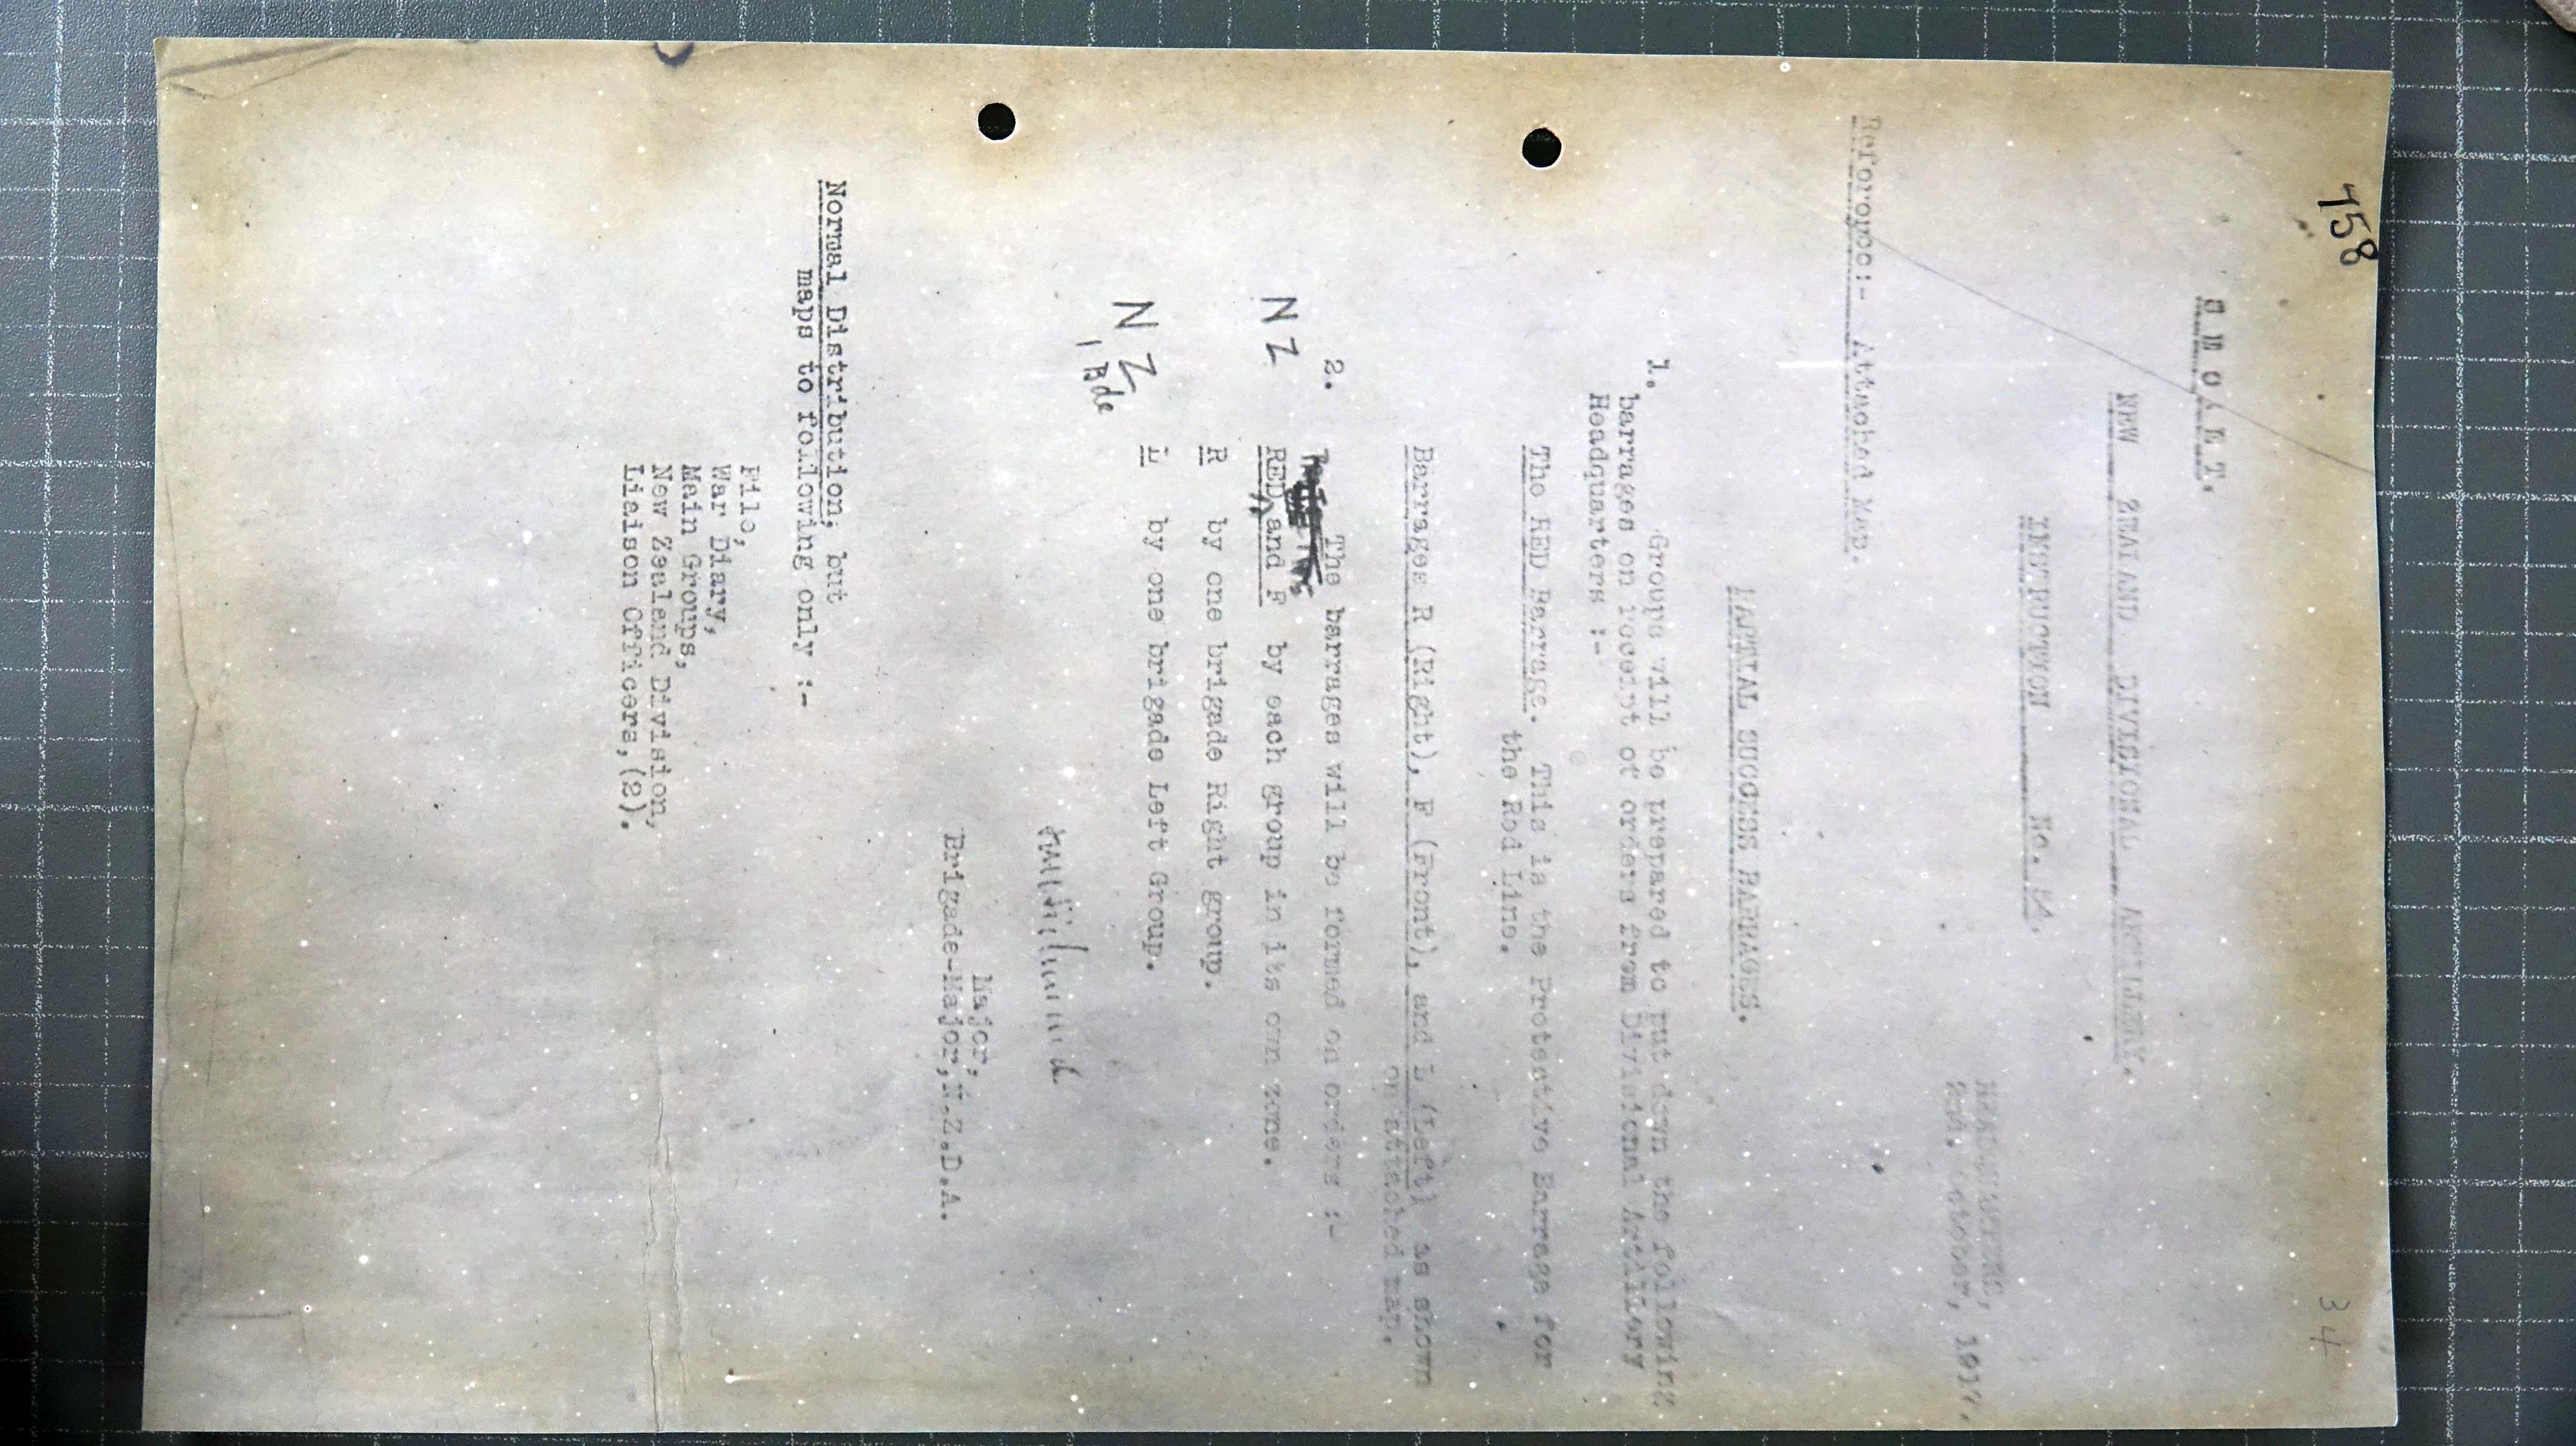 458
34
S E C R E T.
NEW ZEALAND DIVISIONAL ARTILLERY.
INSTRUCTION No.
HEADQUARTERS,
2nd. October, 1917.
Reference:- Attached Map.
PARTIAL SUCCESS BARRAGES.
1. Groups will be prepared to put down the following
barrages on receipt of orders from Divisional Artillery
Headquarters :-
The RED Barrage. This is the Protective Barrage for
the Red Line.
Barrages R (Right), F (Front), and L (Left) as shown
on attached map.
2. The barrages will be formed on orders :-
N Z RED and F by each group in its own zone.
R by one brigade Right group.
N Z L by one brigade Left Group.
1 Bde
Major,
Brigade-Major, N.Z.D.A.
Normal Distribution; but
maps to following only :-
File,
War Diary,
Main Groups,
New Zealand Division,
Liaison Officers, (2).